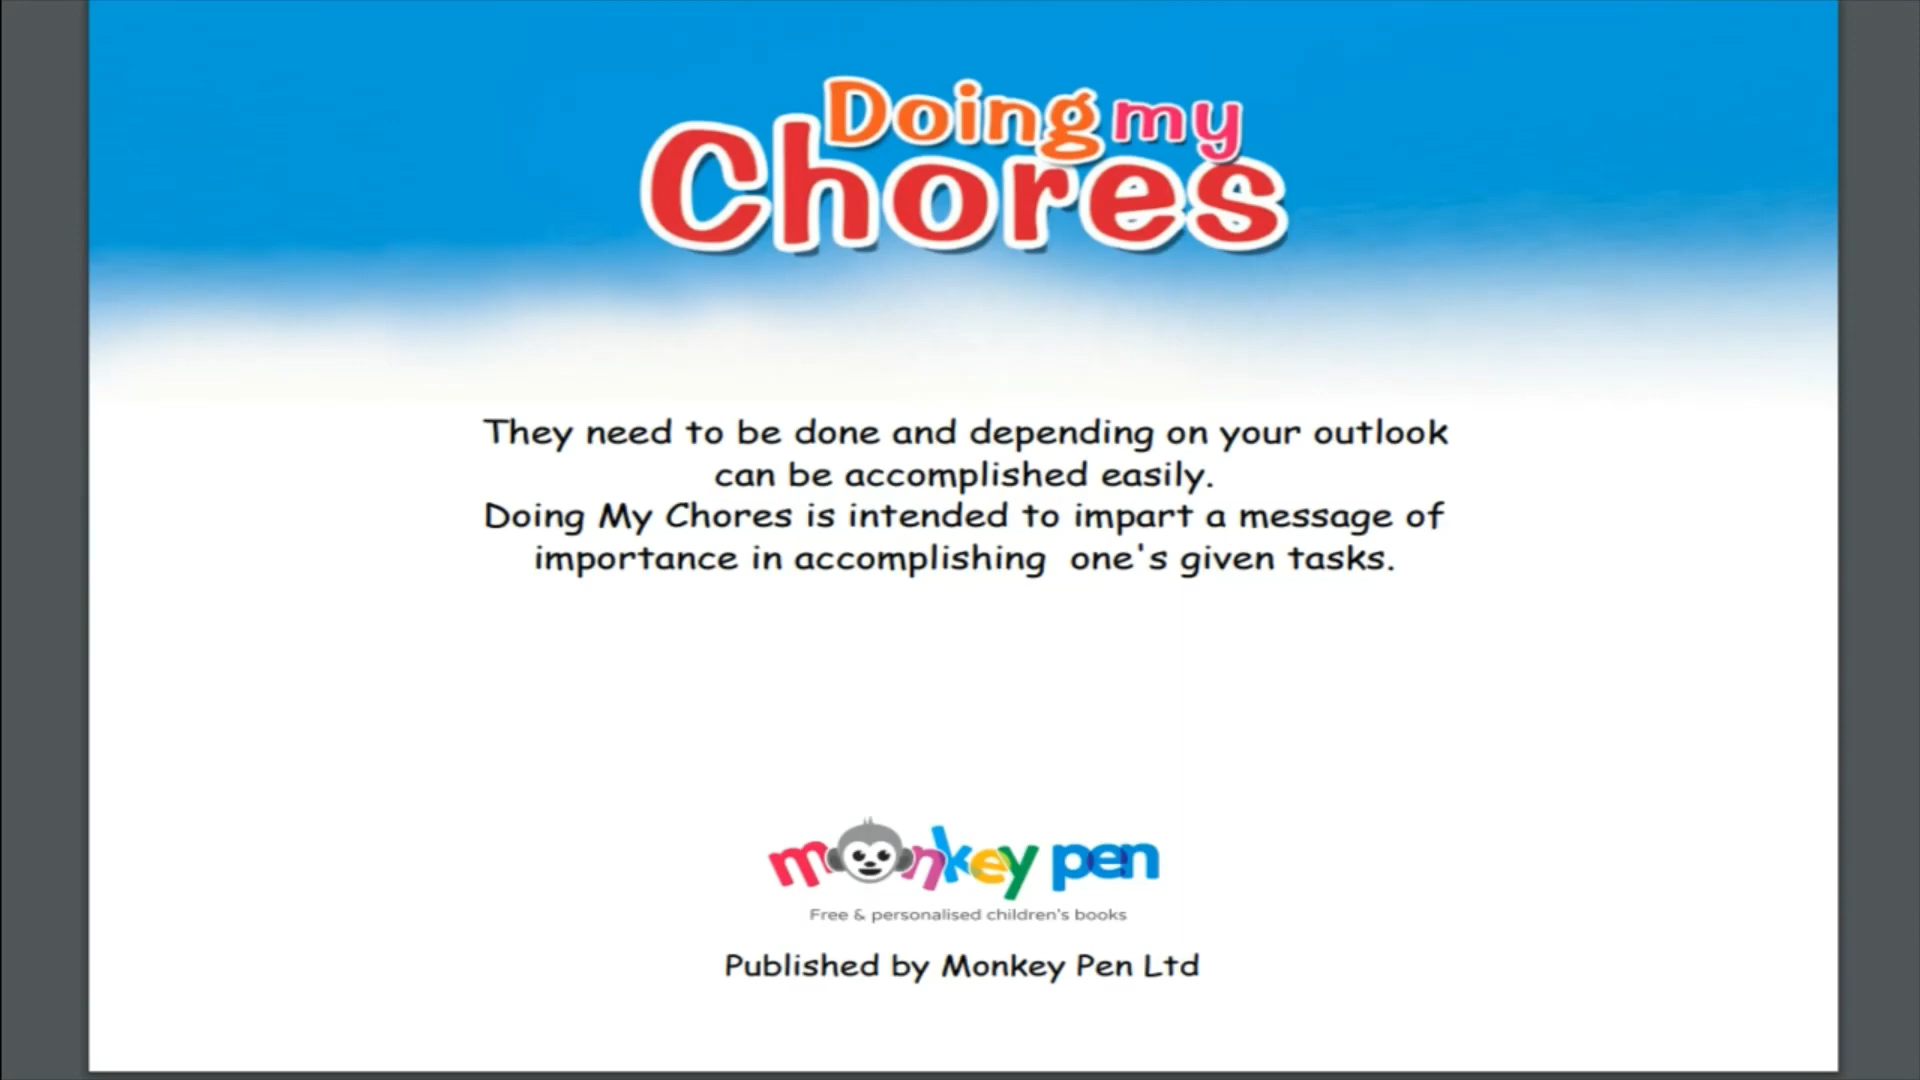 Doing my
Chores
They need to be done and depending on your outlook
can be accomplished easily.
Doing My Chores is intended to impart a message of
importance in accomplishing  one's given tasks.
monkey pen
Free & personalised children's books
Published by Monkey Pen Ltd